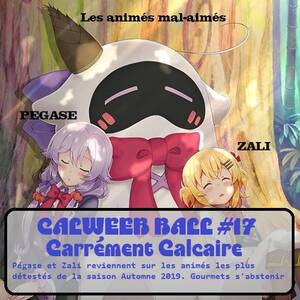 Les animés mal-aimés
PEGASE
ZALI
CALWEEB BALL #17
Carrément Calcaire
Pégase et Zali reviennent sur les animés les plus
détestés de la saison Automne 2019. Gourmets s'abstenir